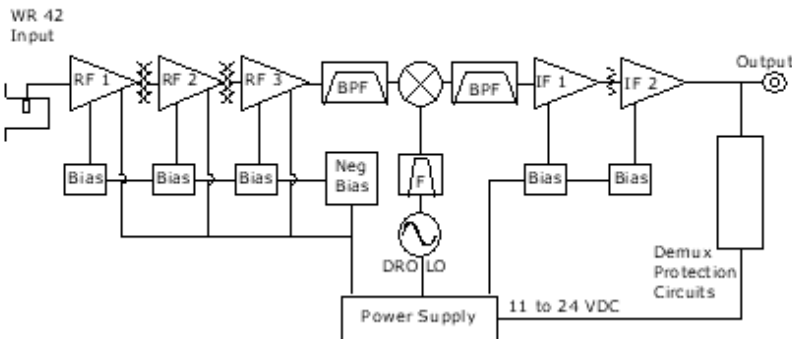 WR 42
Input
RF 1
RF 2
RF 3
BPF
BPF
IF 1
IF 2
Output
Bias
Bias
Bias
Neg
Bias
F
Bias
Bias
DRO LO
Demux
Protection
Circuits
Power Supply
11 to 24 VDC